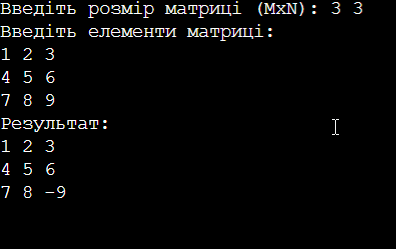 Введіть розмір матриці (MxN): 3 3
Введіть елементи матриці:
1 2 3
4 5 6
7 8 9
Результат:
1 2 3
4 5 6
7 8 -9